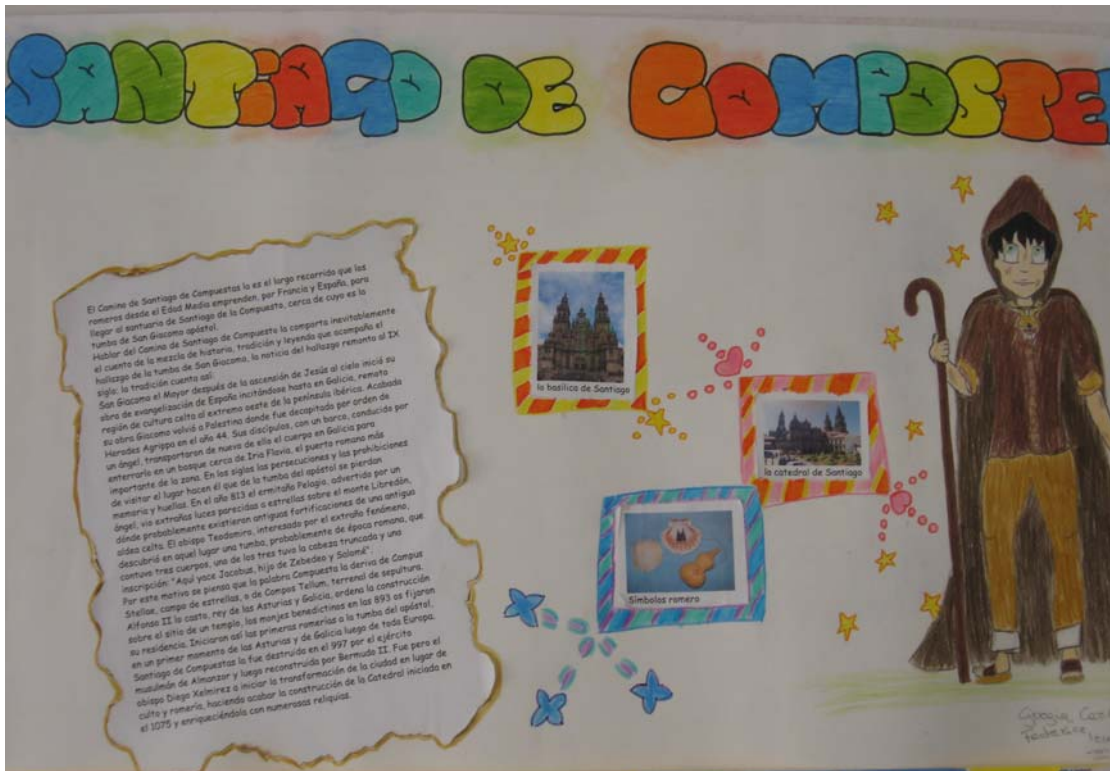 SANTIAGO DE COMPOSTE
El Camino de Santiago de Compuestas la es el largo recorrido que los
romeros desde el Edad Media emprenden, por Francia y España, para
llegar al santuario de Santiago de la Compuesto, cerca de cuyo es la
tumba de San Giacomo apóstol.
Hablar del Camino de Santiago de Compuesto la comporta inevitablemente
el cuento de la mezcla de historia, tradición y leyenda que acompaña el
hallazgo de la tumba de San Giacomo, la noticia del hallazgo remonta al IX
siglo: la tradición cuenta así:
San Giacomo el Mayor después de la ascensión de Jesús al cielo inició su
obra de evangelización de España incitándose hasta en Galicia, remota
región de cultura celta al extremo oeste de la península ibérica. Acabada
su obra Giacomo volvió a Palestina donde fue decapitado por orden de
Herodes Agrippa en el año 44. Sus discípulos, con un barco, conducido por
un ángel, transportaron de nuevo de ello el cuerpo en Galicia para
enterrarlo en un bosque cerca de Iria Flavia, el puerto romano más
importante de la zona. En los siglos las persecuciones y las prohibiciones
de visitar el lugar hacen él que de la tumba del apóstol se pierdan
memoria y huellas. En el año 813 el ermitaño Pelagio, advertido por un
ángel, vio extrañas luces parecidas a estrellas sobre el monte Libredón,
dónde probablemente existieron antiguas fortificaciones de una antigua
aldea celta. El obispo Teodomiro, interesado por el extraño fenómeno,
descubrió en aquel lugar una tumba, probablemente de época romana, que
contuvo tres cuerpos, uno de los tres tuvo la cabeza truncada y una
inscripción: "Aquí yace Jacobus, hijo de Zebedeo y Salomé".
Por este motivo se piensa que la palabra Compuesta la deriva de Campus
Stellae, campo de estrellas, o de Campos Tellum, terrenal de sepultura.
Alfonso II lo casto, rey de las Asturias y Galicia, ordena la construcción
sobre el sitio de un templo, los monjes benedictinos en las 893 os fijaron
su residencia. Iniciaron así las primeras romerías a la tumba del apóstol,
en un primer momento de las Asturias y de Galicia luego de toda Europa.
Santiago de Compuestas la fue destruida en el 997 por el ejército
musulmán de Almanzor y luego reconstruida por Bermudo II. Fue pero el
obispo Diego Xelmírez a iniciar la transformación de la ciudad en lugar de
culto y romería, haciendo acabar la construcción de la Catedral iniciada en
el 1075 y enriqueciéndola con numerosas reliquias.
la basílica de Santiago
la catedral de Santiago
Símbolos romero